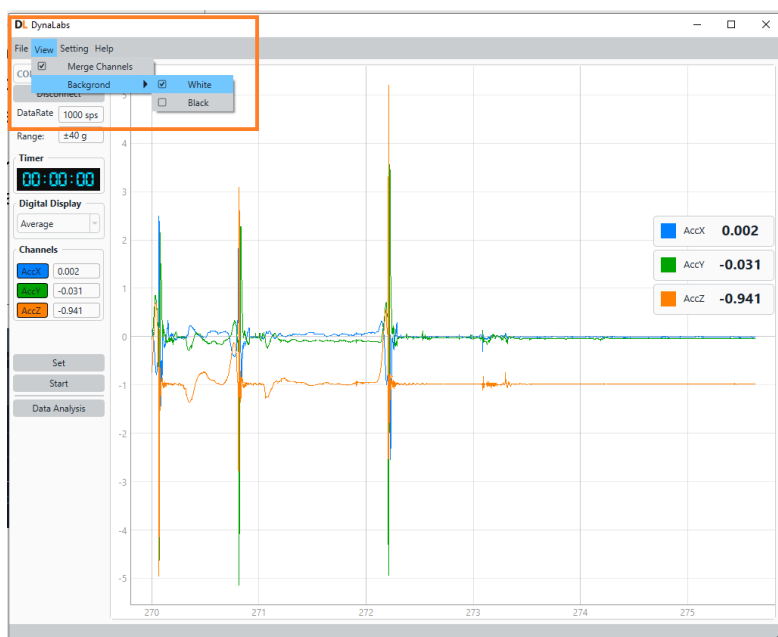 DL DynaLabs
File View Setting Help
Merge Channels
Backgrond
White
Black
Disconnect
DataRate 1000 sps
Range: ±40 g
Timer
00:00:00
Digital Display
Average
Channels
AccX 0.002
AccY -0.031
AccZ -0.941
Set
Start
Data Analysis
4
3
2
1
0
-1
-2
-3
-4
-5
270 271 272 273 274 275
AccX 0.002
AccY -0.031
AccZ -0.941